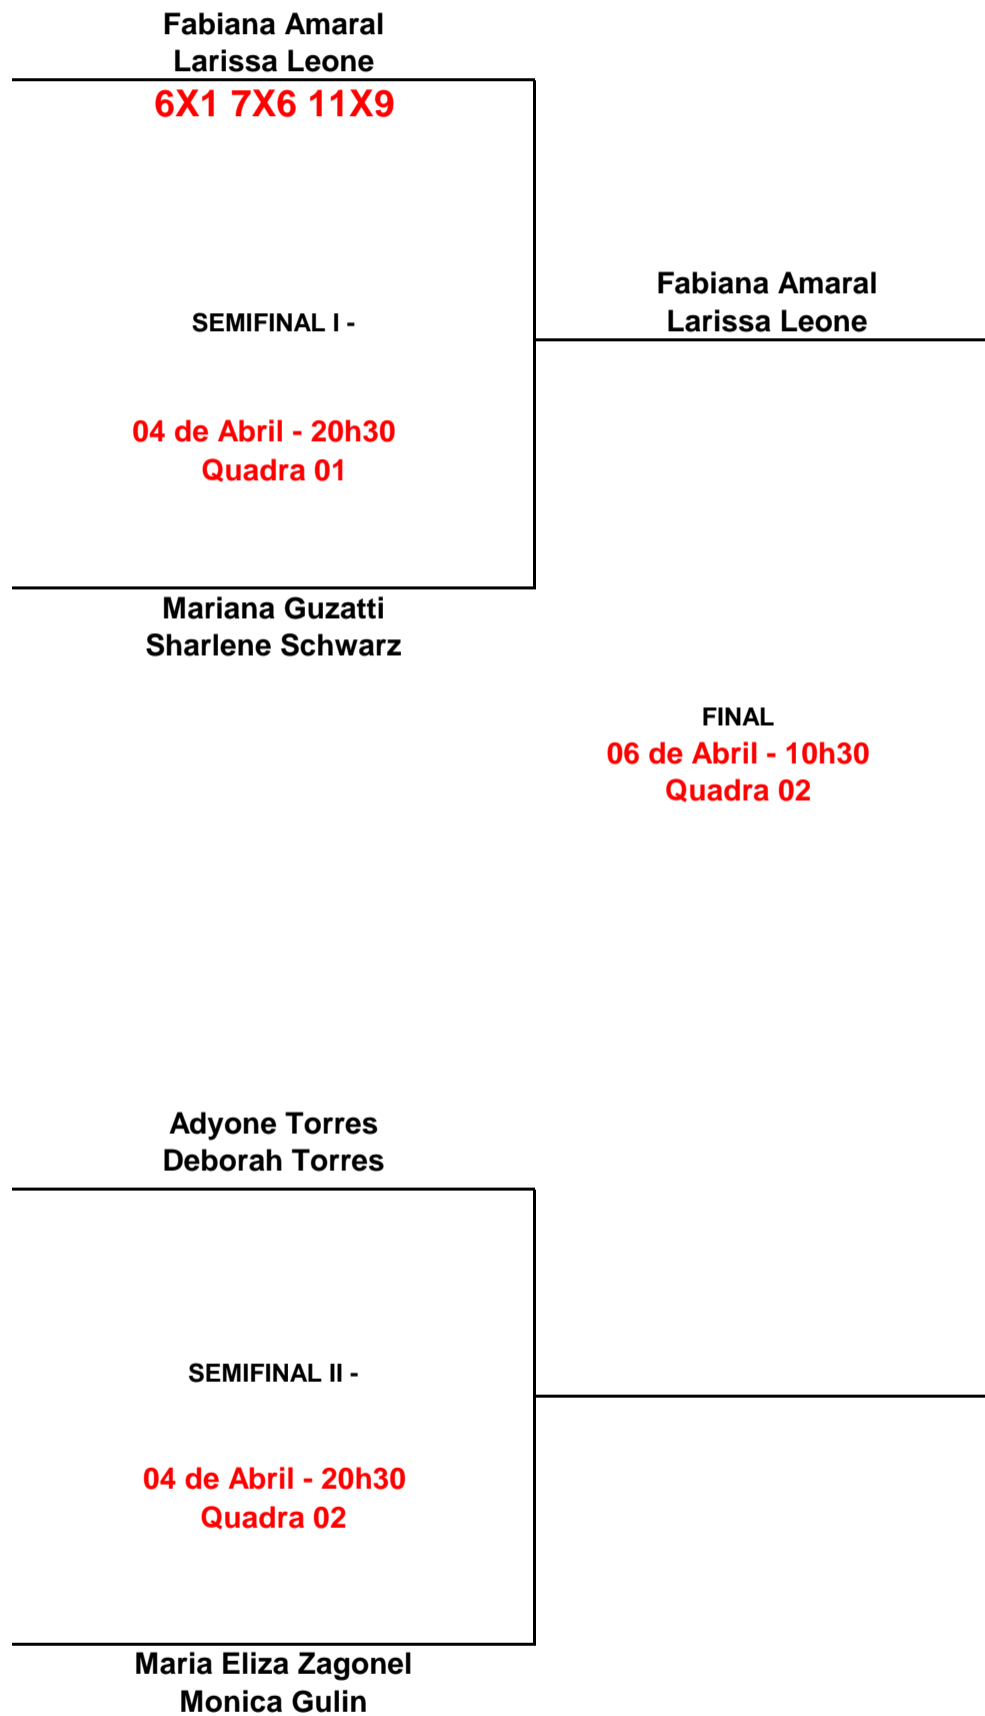 Fabiana Amaral
Larissa Leone
6X1 7X6 11X9
Fabiana Amaral
Larissa Leone
SEMIFINAL I -
04 de Abril - 20h30
Quadra 01
Mariana Guzatti
Sharlene Schwarz
FINAL
06 de Abril - 10h30
Quadra 02
Adyone Torres
Deborah Torres
SEMIFINAL II -
04 de Abril - 20h30
Quadra 02
Maria Eliza Zagonel
Monica Gulin